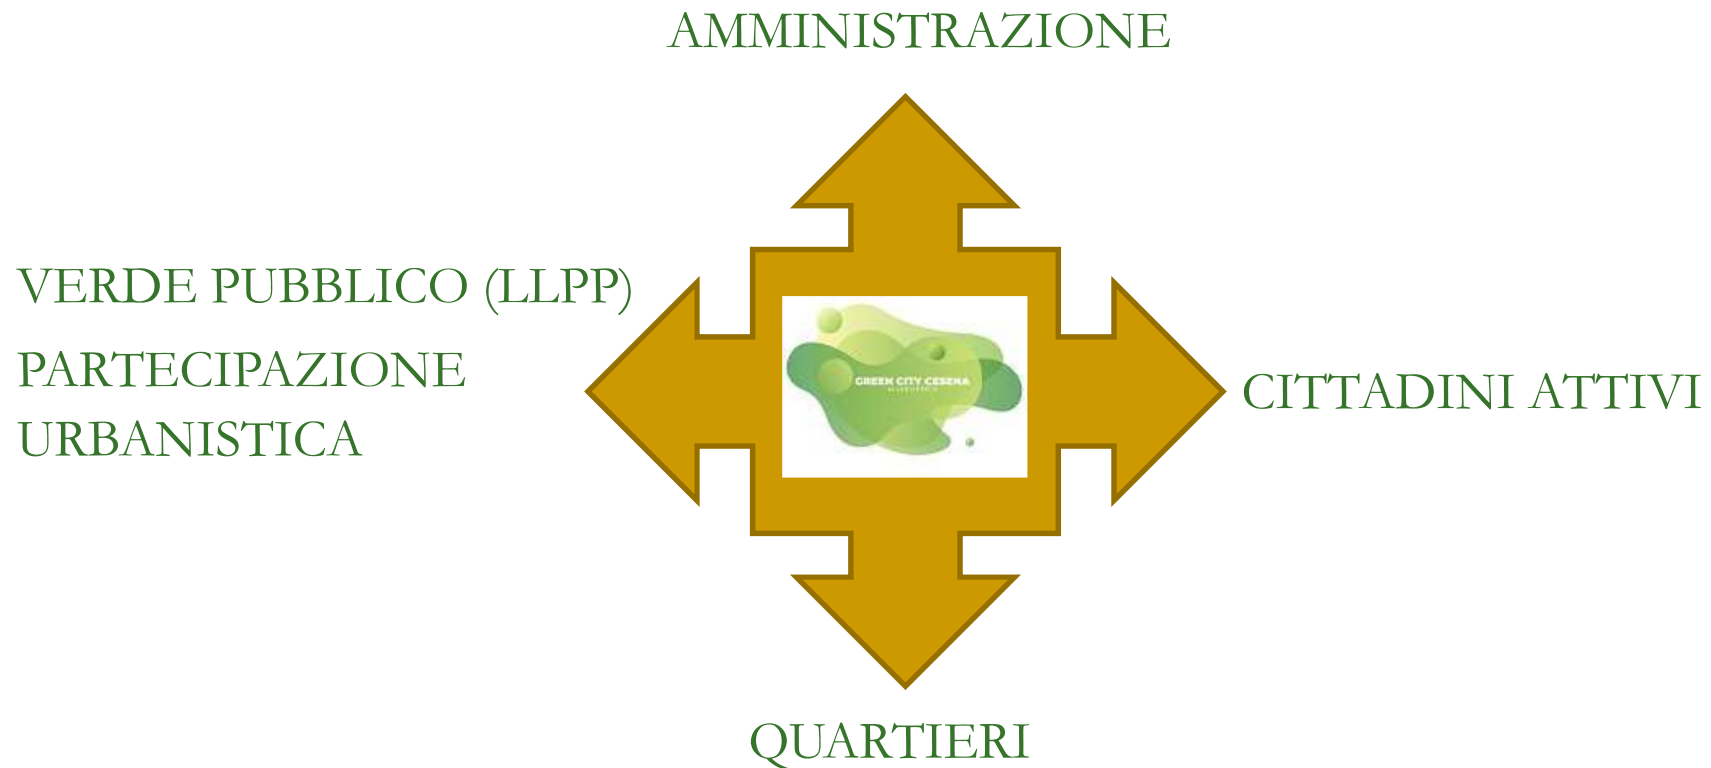 AMMINISTRAZIONE
VERDE PUBBLICO (LLPP)
PARTECIPAZIONE
URBANISTICA
GREEN CITY CESENA
CITTADINI ATTIVI
QUARTIERI